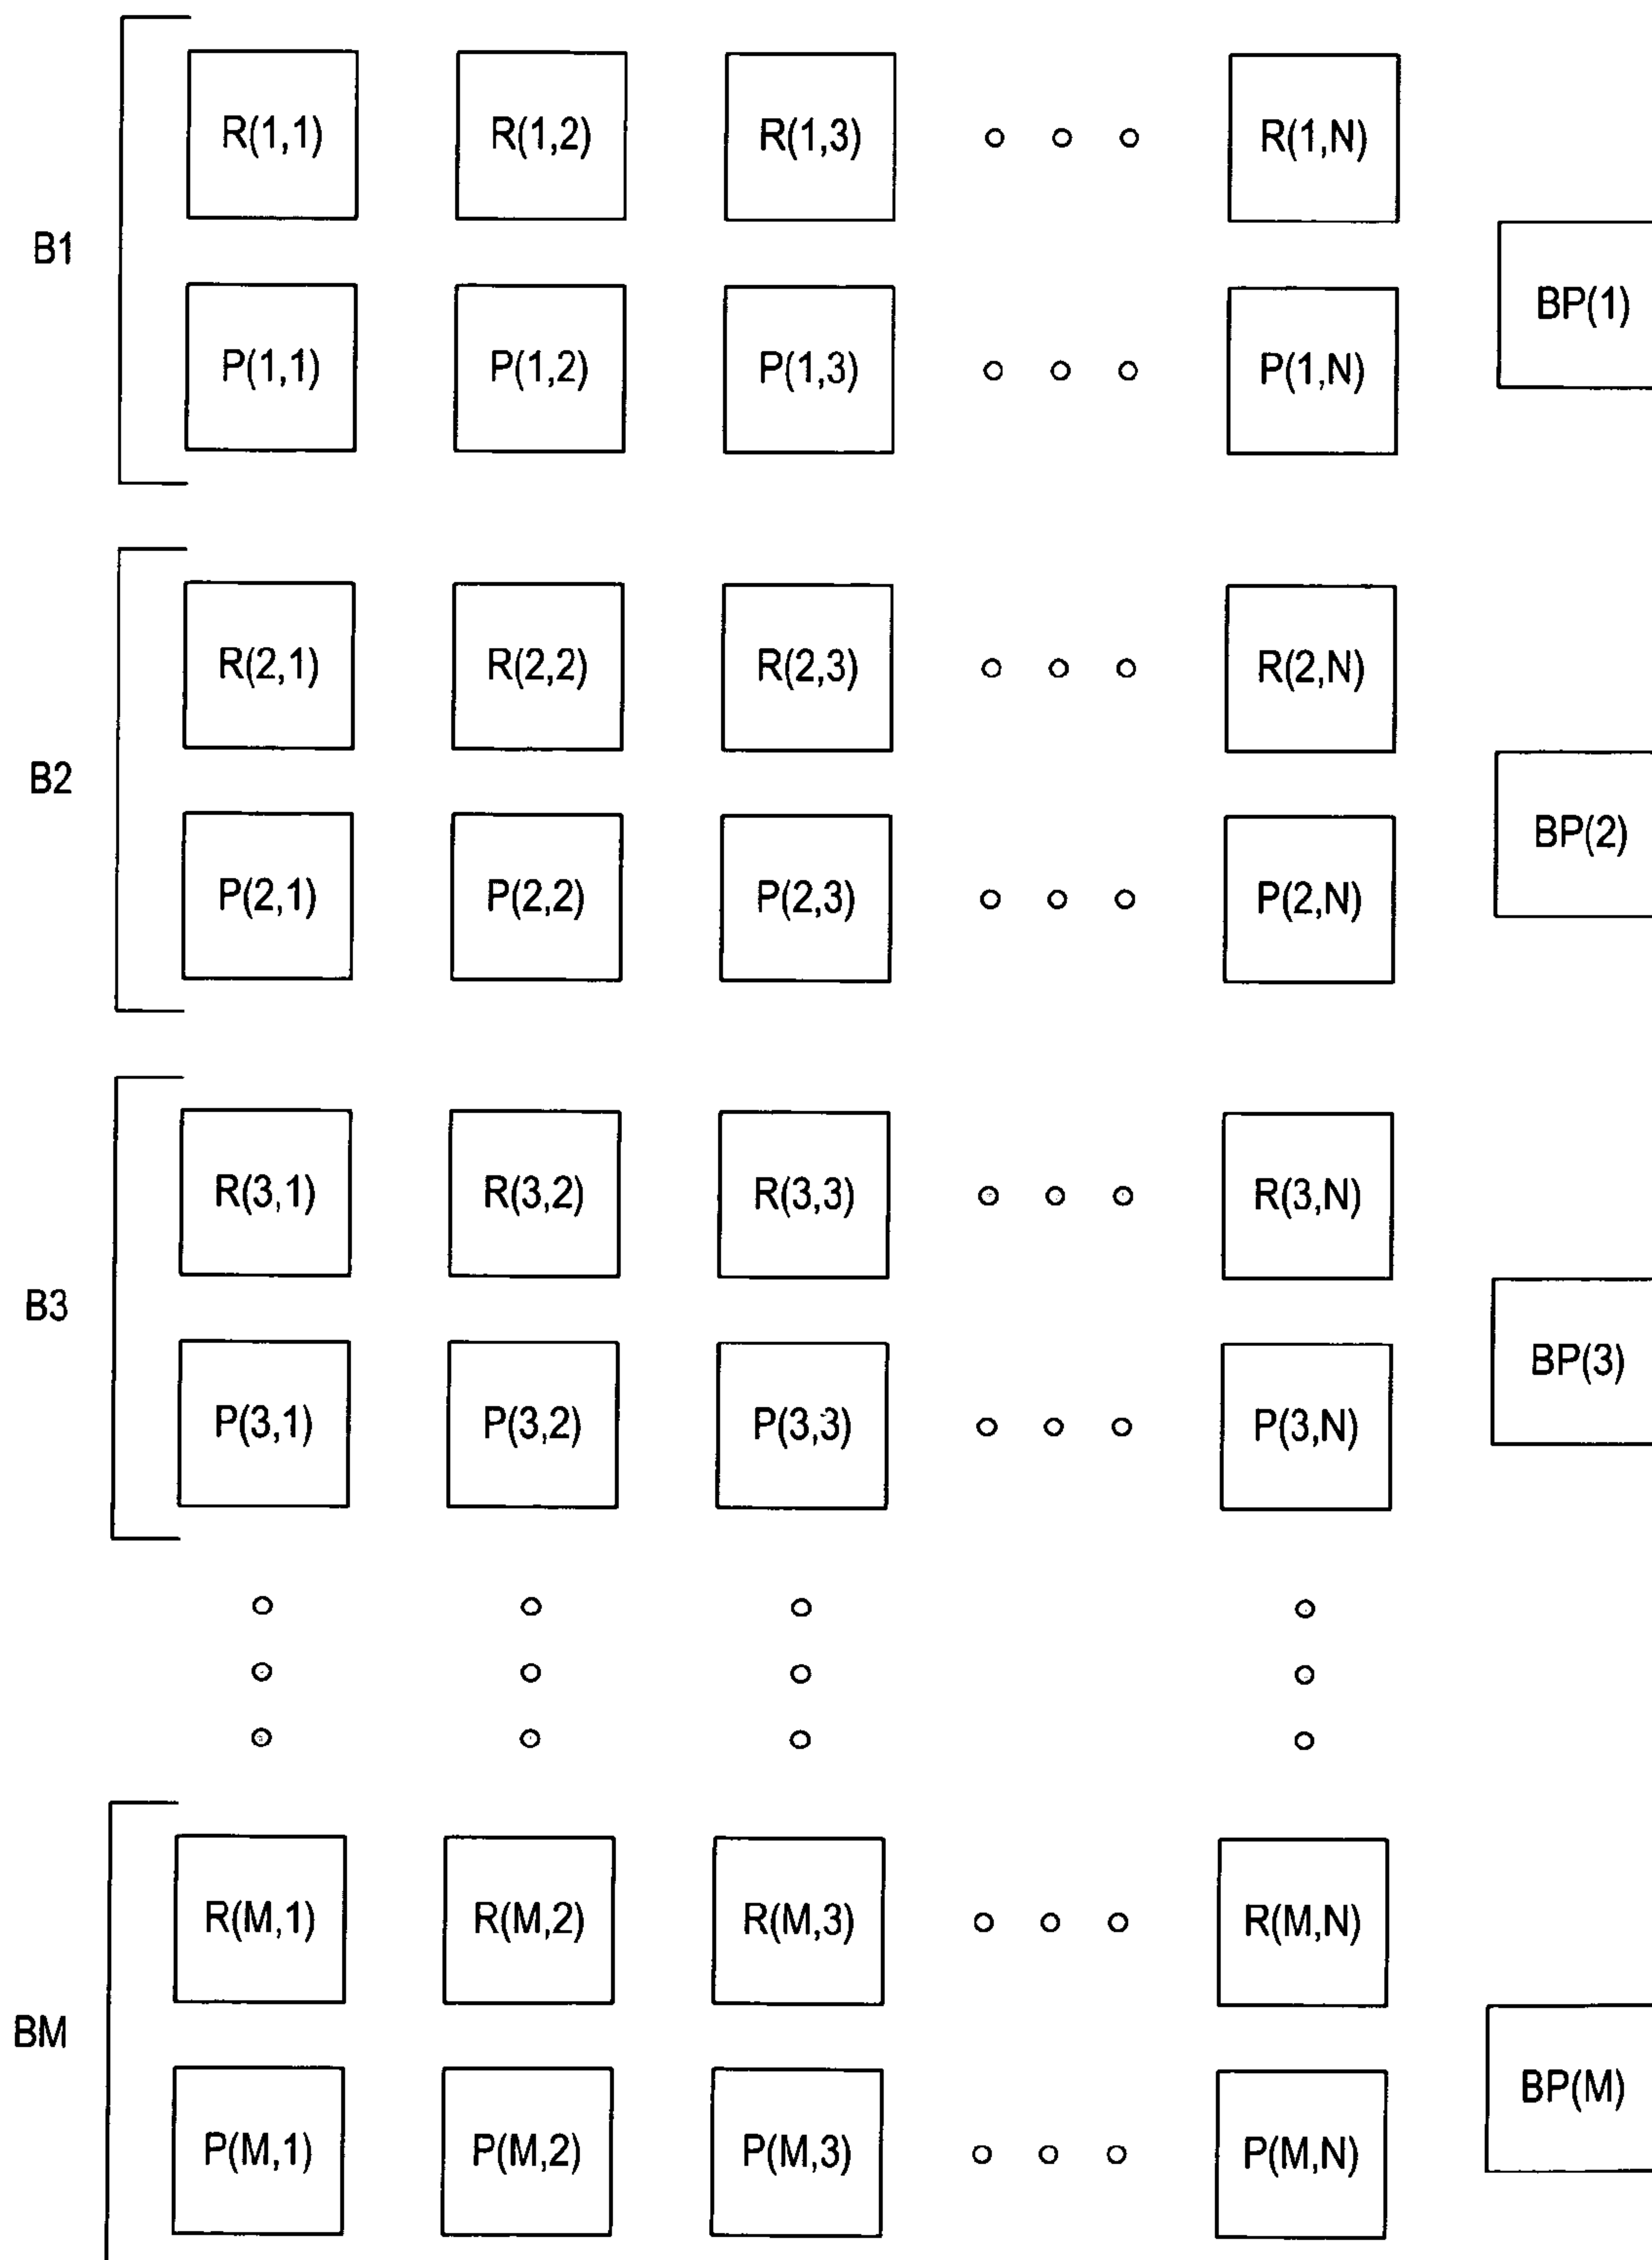 R(1,1) R(1,2) R(1,3) R(1,N)
B1
BP(1)
P(1,1) P(1,2) P(1,3) P(1,N)
R(2,1) R(2,2) R(2,3) R(2,N)
B2
BP(2)
P(2,1) P(2,2) P(2,3) P(2,N)
R(3,1) R(3,2) R(3,3) R(3,N)
B3
BP(3)
P(3,1) P(3,2) P(3,3) P(3,N)
R(M,1) R(M,2) R(M,3) R(M,N)
BM
BP(M)
P(M,1) P(M,2) P(M,3) P(M,N)